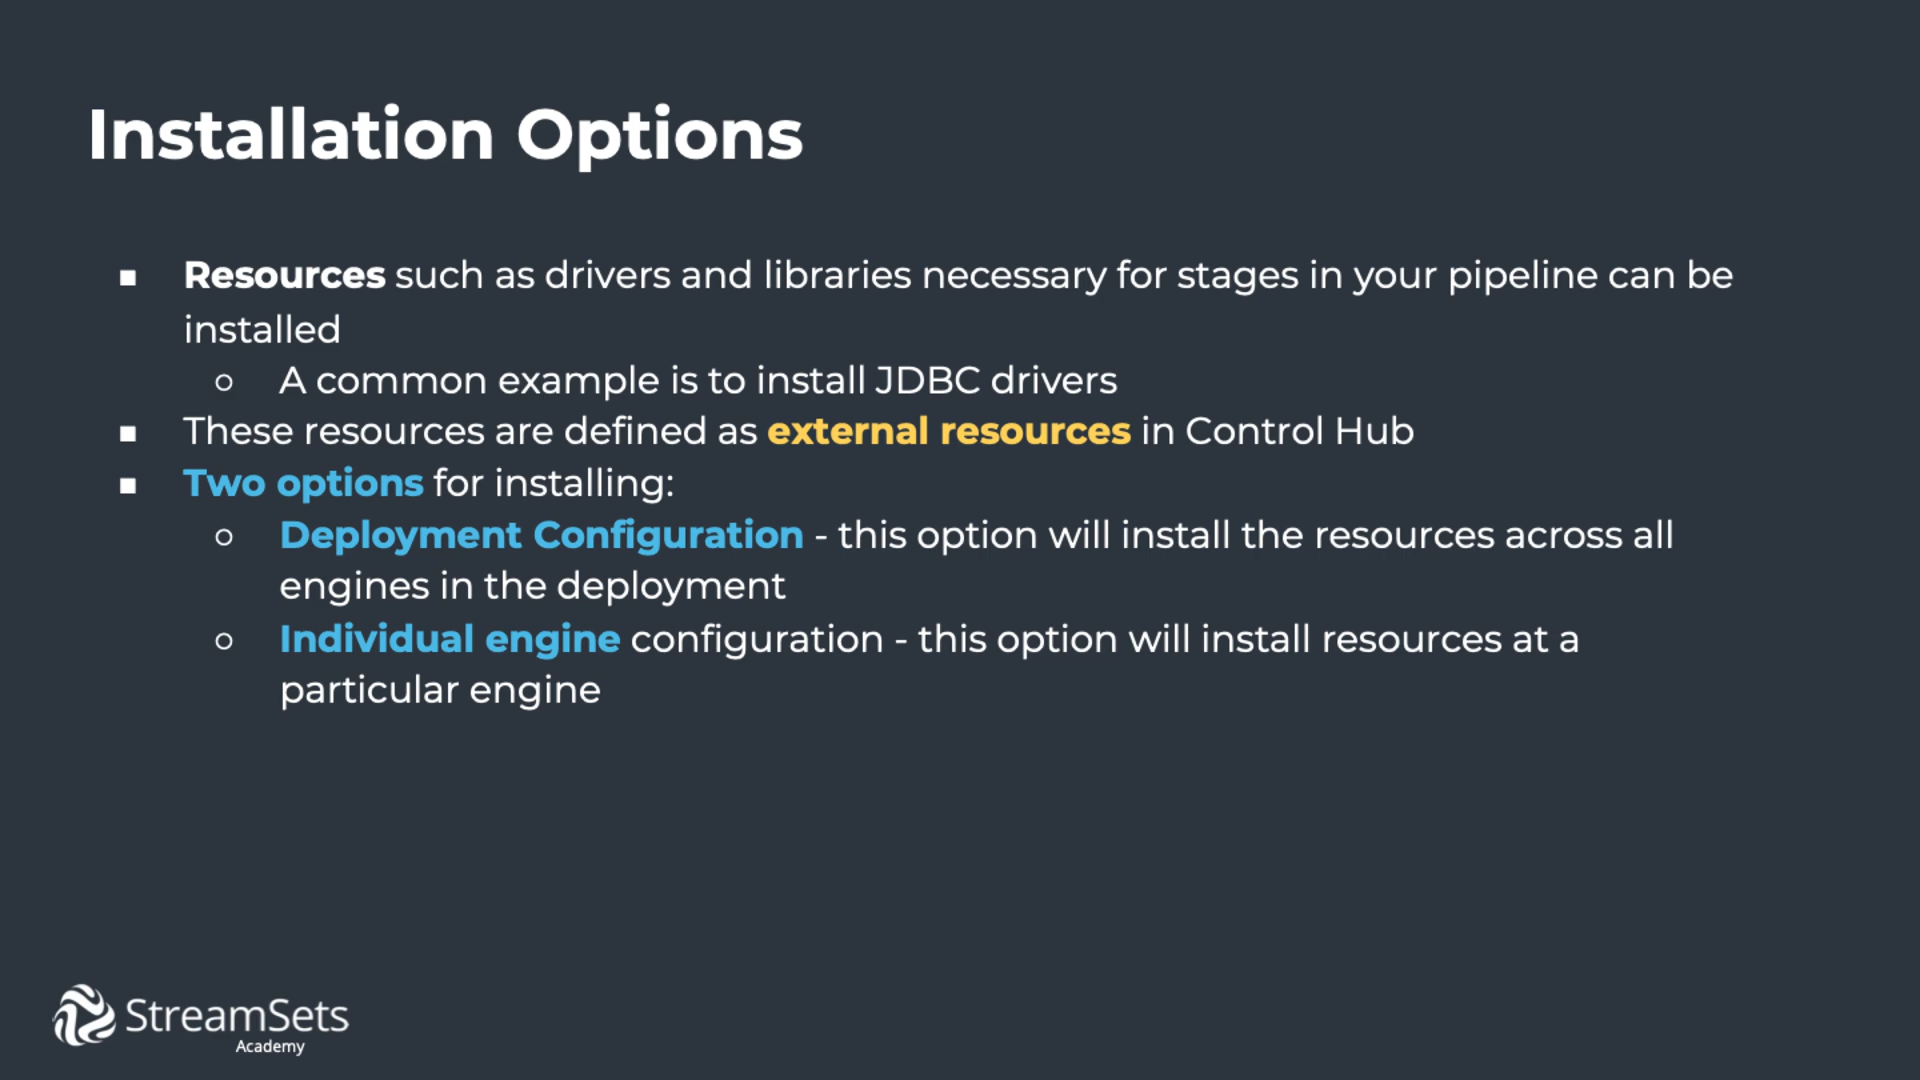 Installation Options
▪ Resources such as drivers and libraries necessary for stages in your pipeline can be
installed
○ A common example is to install JDBC drivers
▪ These resources are defined as external resources in Control Hub
▪ Two options for installing:
○ Deployment Configuration - this option will install the resources across all
engines in the deployment
○ Individual engine configuration - this option will install resources at a
particular engine
StreamSets
Academy